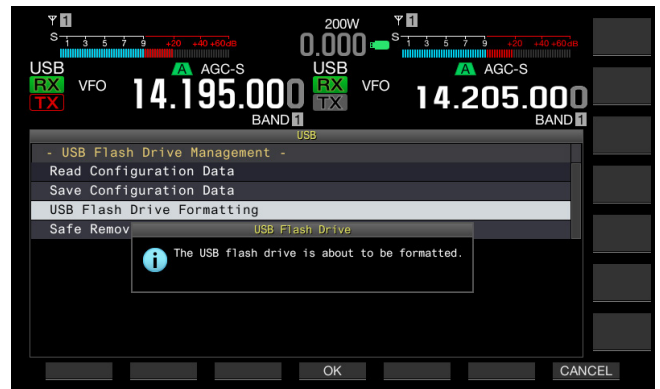 1 200W 1
S 1 3 5 7 9 +20 +40 +60dB 0.000 S 1 3 5 7 9 +20 +40 +60dB
USB A AGC-S USB A AGC-S
RX VFO 14.195.000 RX VFO 14.205.000
TX TX
BAND 1 BAND 1
USB
- USB Flash Drive Management -
Read Configuration Data
Save Configuration Data
USB Flash Drive Formatting
Safe Remov
USB Flash Drive
i The USB flash drive is about to be formatted.
OK CANCEL